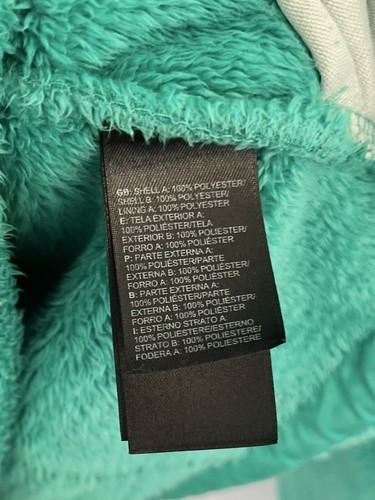 GB: SHELL A: 100% POLYESTER/
SHELL B: 100% POLYESTER/
LINING A: 100% POLYESTER
E: TELA EXTERIOR A:
100% POLIÉSTER/TELA
EXTERIOR B: 100% POLIÉSTER/
FORRO A: 100% POLIÉSTER
P: PARTE EXTERNA A:
100% POLIÉSTER/PARTE
EXTERNA B: 100% POLIÉSTER/
FORRO A: 100% POLIÉSTER
B: PARTE EXTERNA A:
100% POLIÉSTER/PARTE
EXTERNA B: 100% POLIÉSTER/
FORRO A: 100% POLIÉSTER
I: ESTERNO STRATO A:
100% POLIESTERE/ESTERNO
STRATO B: 100% POLIESTERE/
FODERA A: 100% POLIESTERE